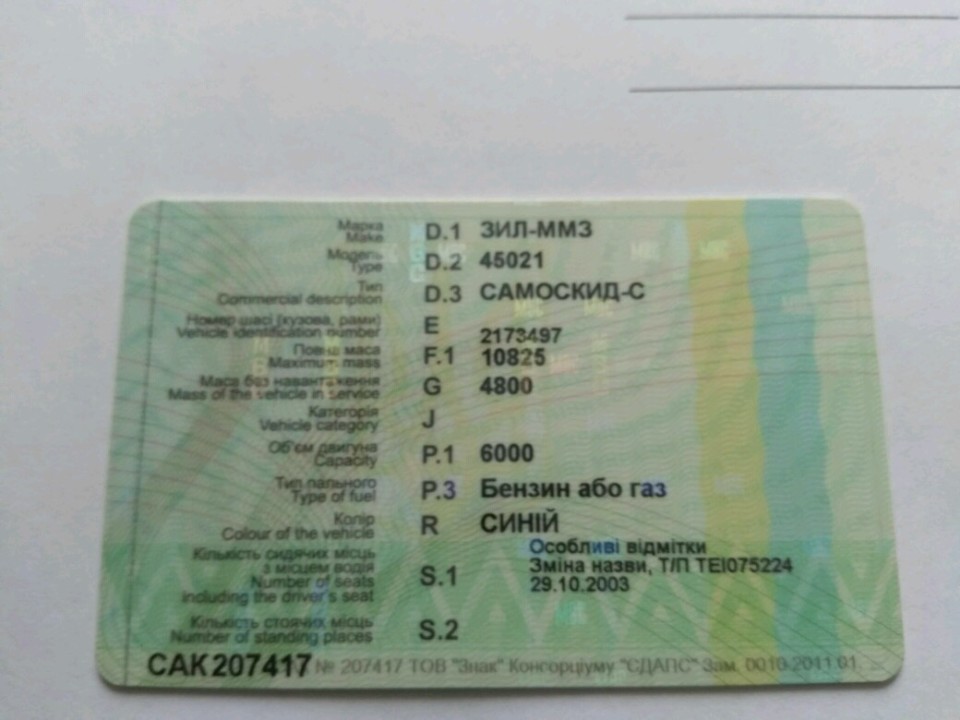 Марка D.1 ЗИЛ-ММЗ
Make
Модель D.2 45021
Type
Тип D.3 САМОСКИД-С
Commercial description
Номер шасі (кузова, рами) E 2173497
Vehicle identification number
Повна маса F.1 10825
Maximum mass
Маса без навантаження G 4800
Mass of the vehicle in service
Категорія J
Vehicle category
Об'єм двигуна P.1 6000
Capacity
Тип пального P.3 Бензин або газ
Type of fuel
Колір R СИНІЙ
Colour of the vehicle
Особливі відмітки
Кількість сидячих місць
з місцем водія S.1 Зміна назви, Т/П ТЕІ075224
Number of seats 29.10.2003
including the driver's seat
Кількість стоячих місць S.2
Number of standing places
САК207417 № 207417 ТОВ "Знак" Консорціуму "ЄДАПС" Зам. 0010-2011.01.